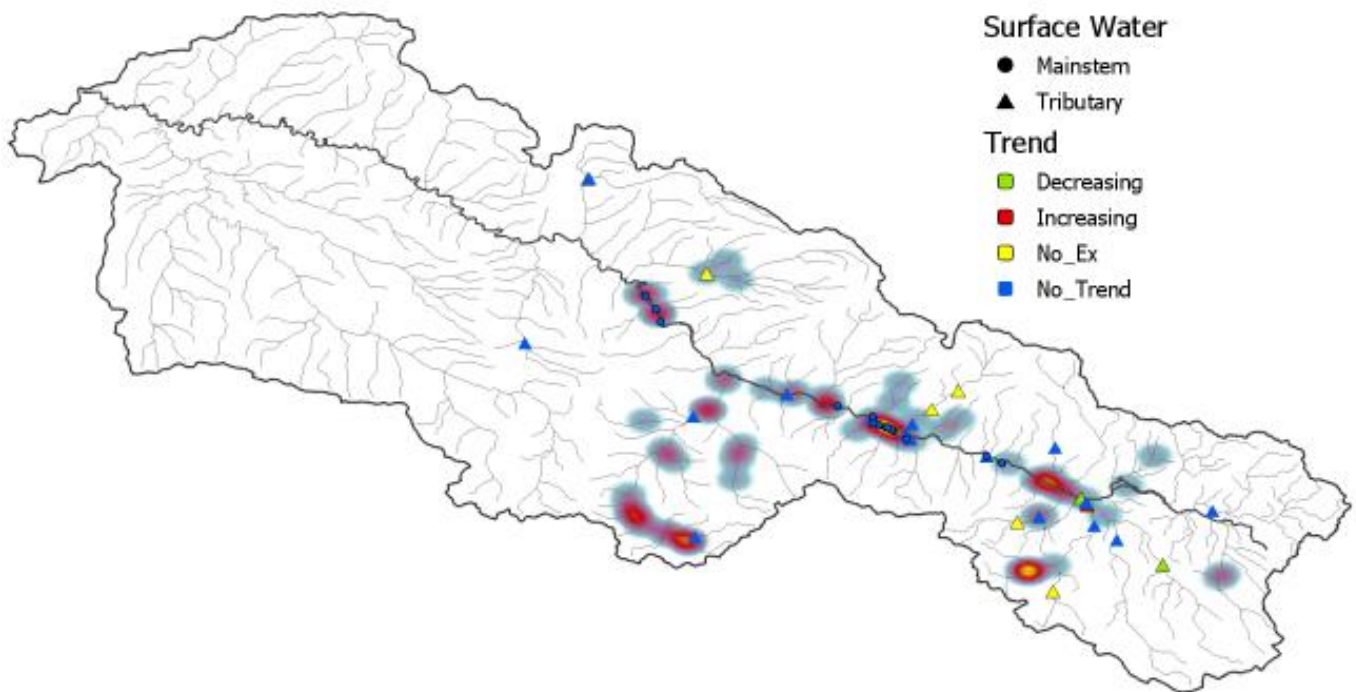 Surface Water
Mainstem
Tributary
Trend
Decreasing
Increasing
No_Ex
No_Trend